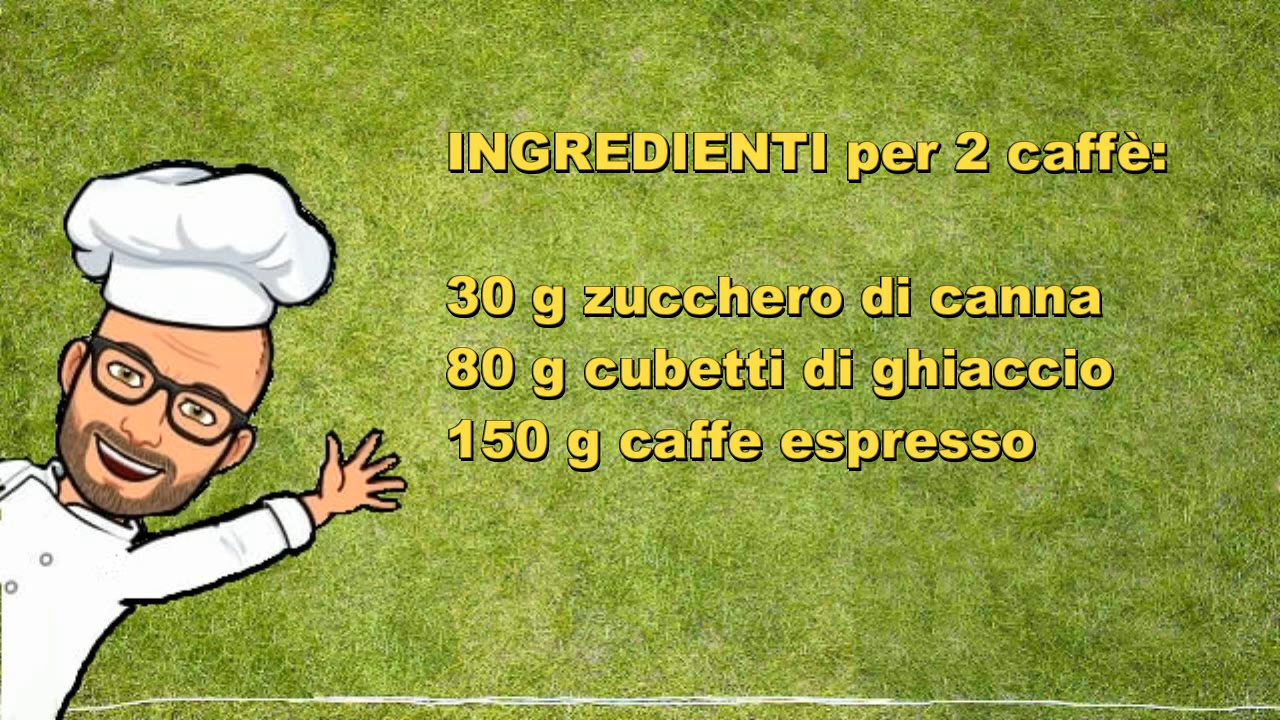 INGREDIENTI per 2 caffè:
30 g zucchero di canna
80 g cubetti di ghiaccio
150 g caffe espresso